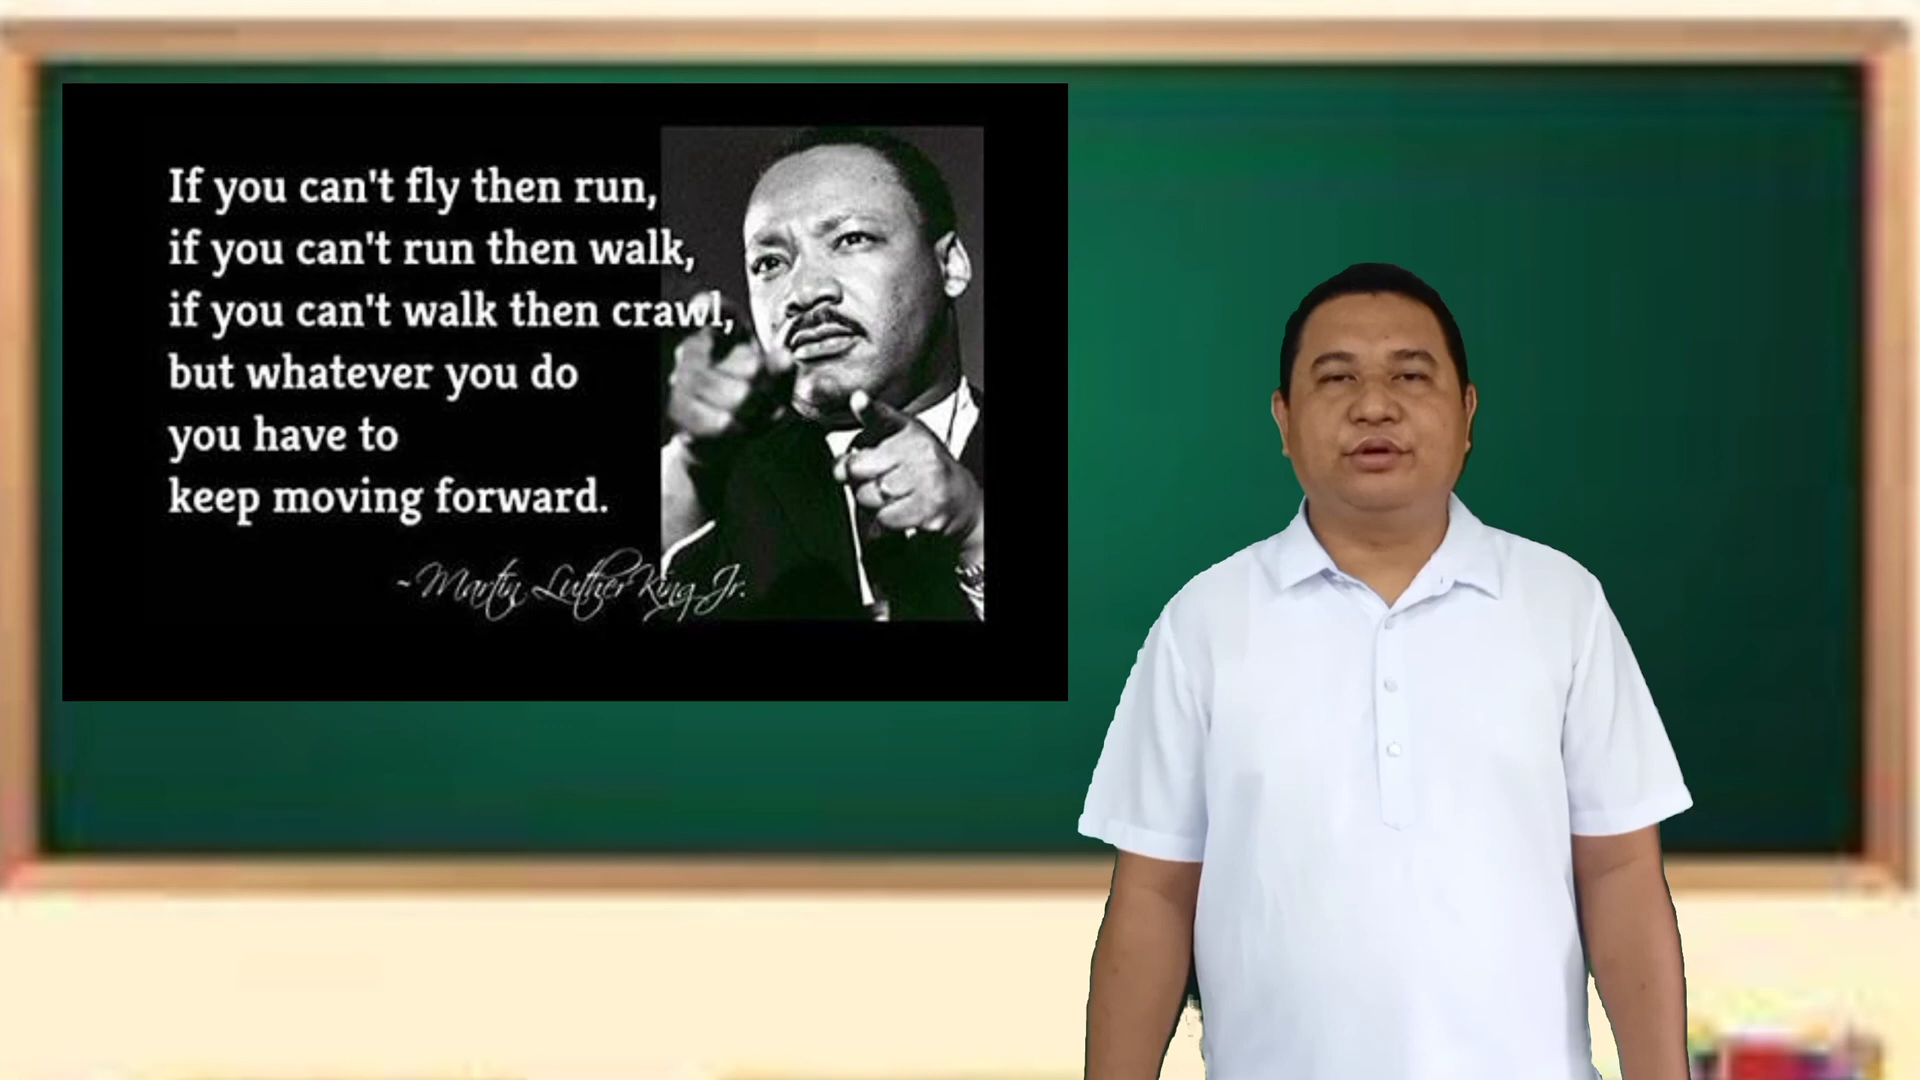 If you can't fly then run,
if you can't run then walk,
if you can't walk then crawl,
but whatever you do
you have to
keep moving forward.
~Martin Luther King Jr.